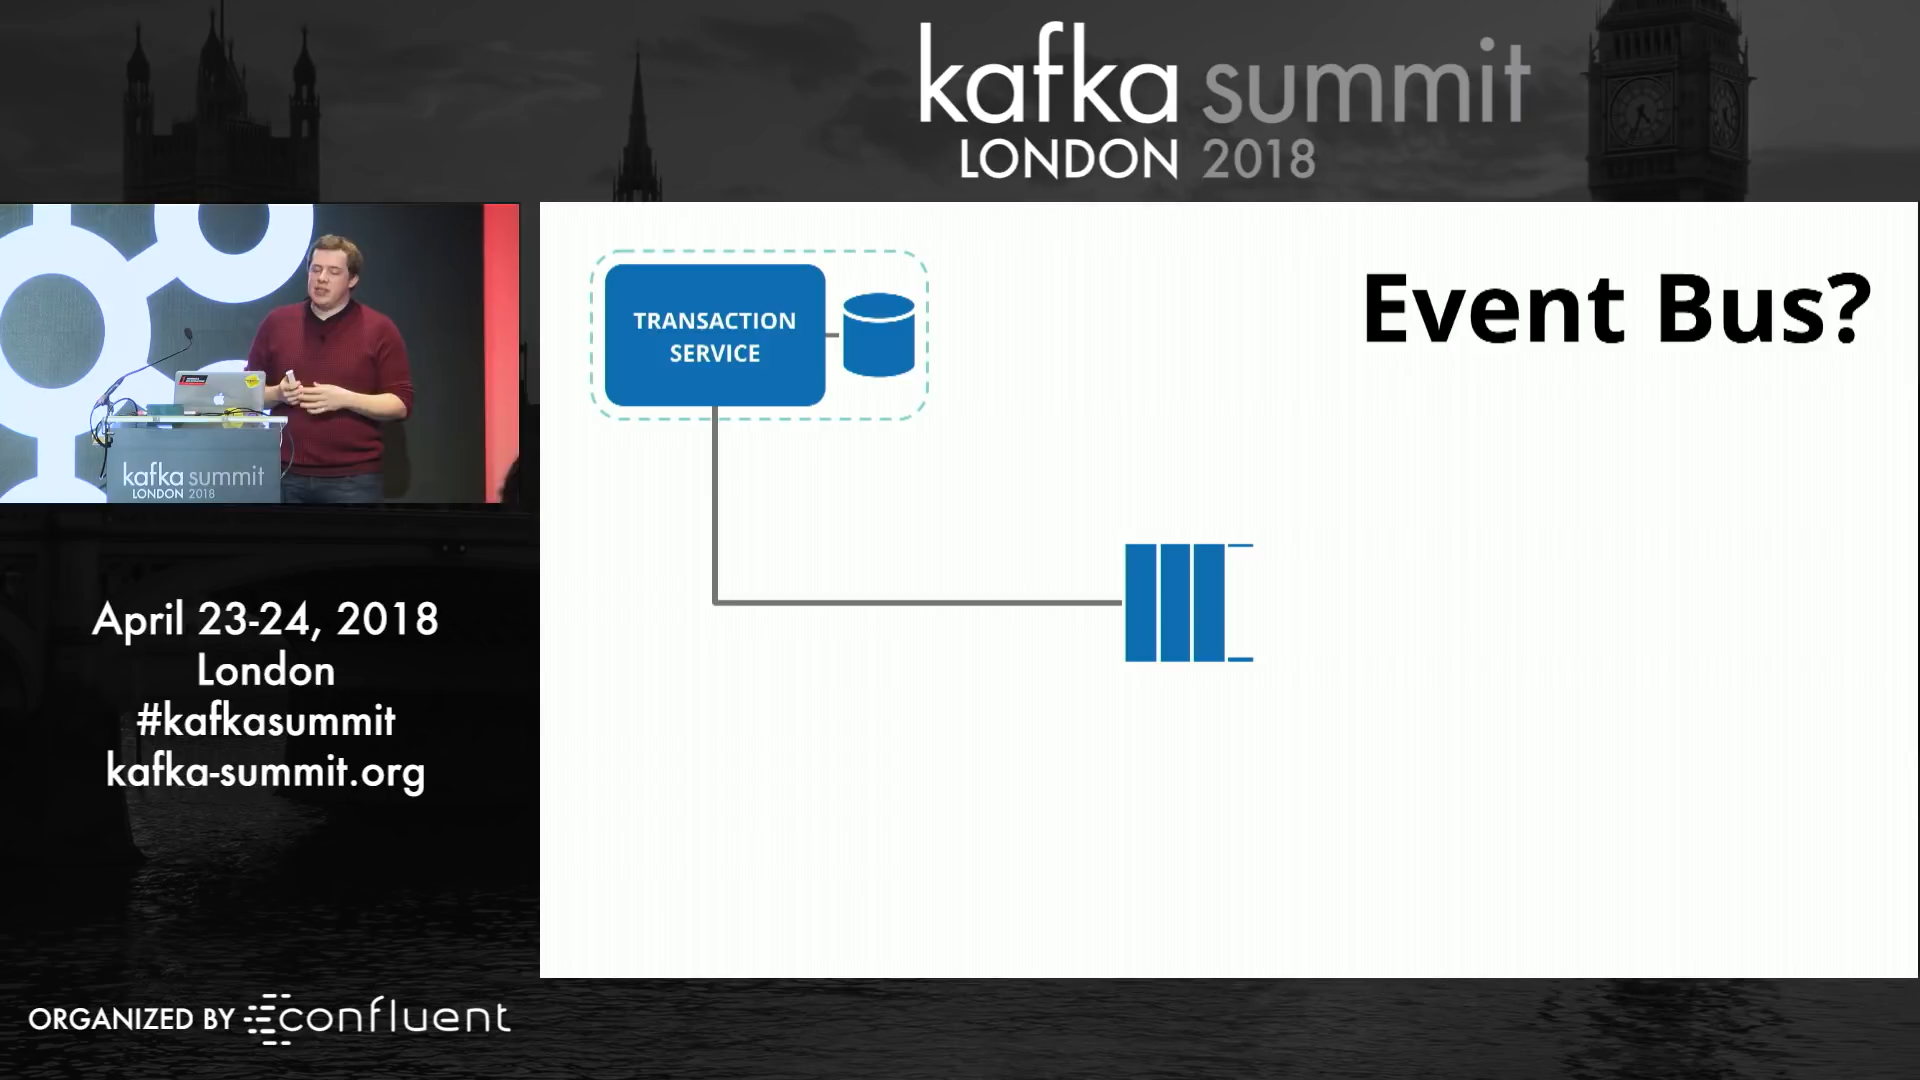 kafka summit
LONDON 2018
Event Bus?
TRANSACTION
SERVICE
kafka summit
LONDON 2018
April 23-24, 2018
London
#kafkasummit
kafka-summit.org
ORGANIZED BY confluent